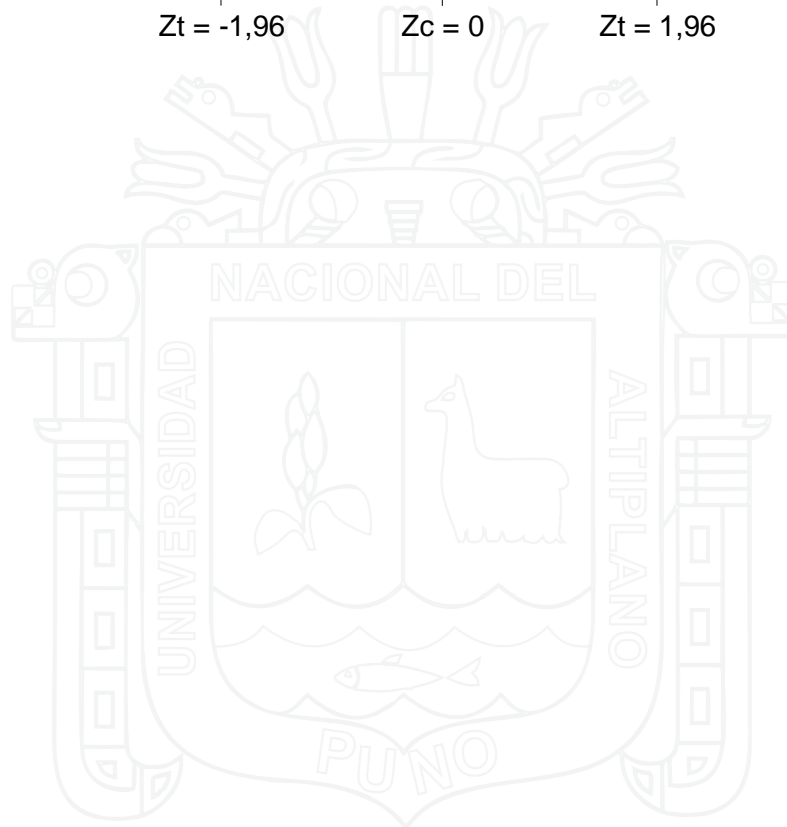 Zt = -1,96 Zc = 0 Zt = 1,96
NACIONAL DEL
UNIVERSIDAD
ALTIPLANO
PUNO